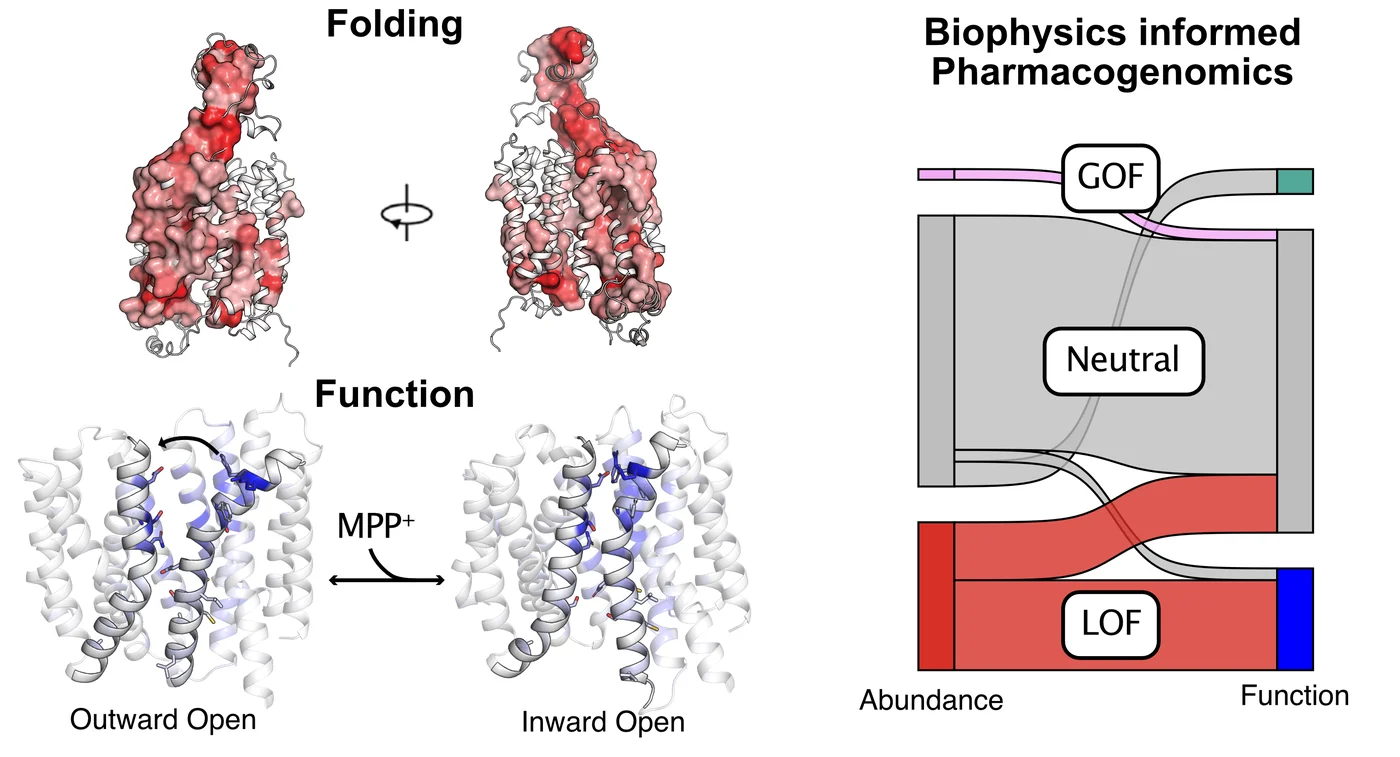 Folding
Function
MPP⁺
Outward Open
Inward Open
Biophysics informed
Pharmacogenomics
GOF
Neutral
LOF
Abundance
Function